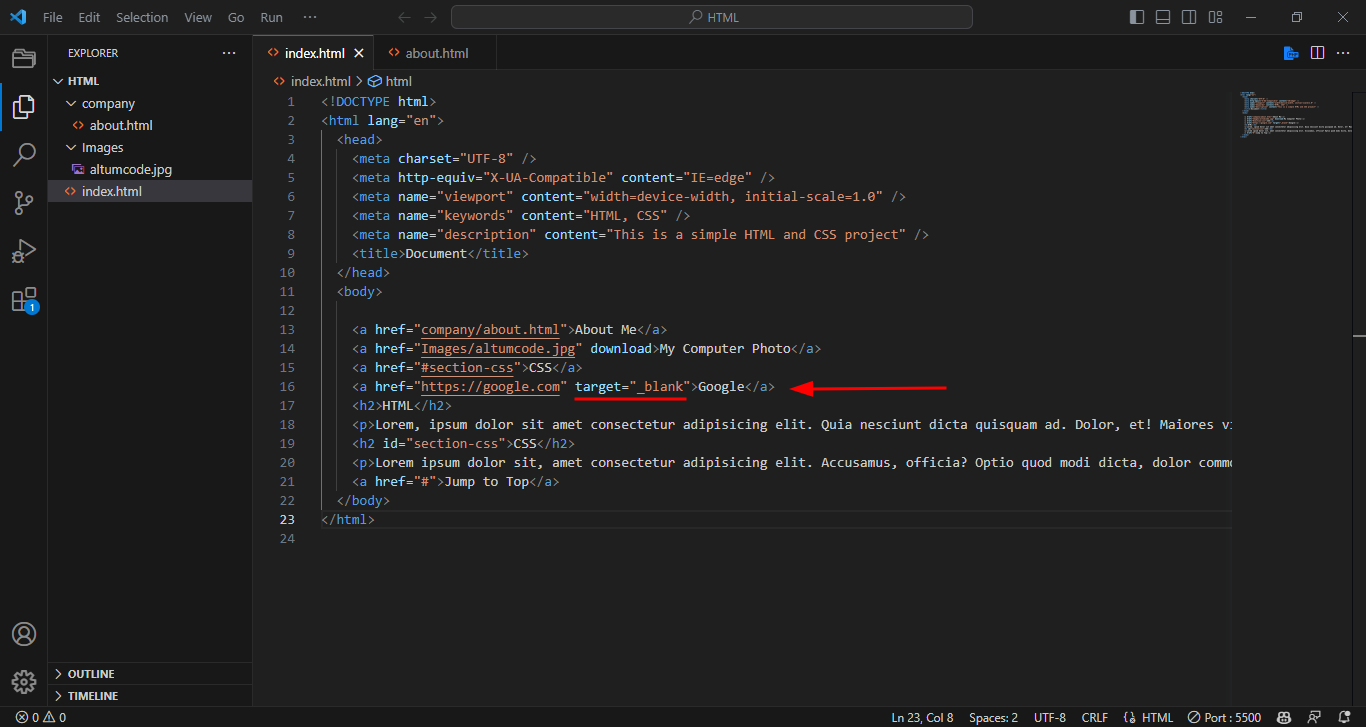 File Edit Selection View Go Run ···
HTML
EXPLORER ···
HTML
company
about.html
Images
altumcode.jpg
index.html
OUTLINE
TIMELINE
index.html
about.html
index.html > html
1 <!DOCTYPE html>
2 <html lang="en">
3 <head>
4 <meta charset="UTF-8" />
5 <meta http-equiv="X-UA-Compatible" content="IE=edge" />
6 <meta name="viewport" content="width=device-width, initial-scale=1.0" />
7 <meta name="keywords" content="HTML, CSS" />
8 <meta name="description" content="This is a simple HTML and CSS project" />
9 <title>Document</title>
10 </head>
11 <body>
12
13 <a href="company/about.html">About Me</a>
14 <a href="Images/altumcode.jpg" download>My Computer Photo</a>
15 <a href="#section-css">CSS</a>
16 <a href="https://google.com" target="_blank">Google</a>
17 <h2>HTML</h2>
18 <p>Lorem, ipsum dolor sit amet consectetur adipisicing elit. Quia nesciunt dicta quisquam ad. Dolor, et! Maiores vi
19 <h2 id="section-css">CSS</h2>
20 <p>Lorem ipsum dolor sit, amet consectetur adipisicing elit. Accusamus, officia? Optio quod modi dicta, dolor commo
21 <a href="#">Jump to Top</a>
22 </body>
23 </html>
24
1
0 0
Ln 23, Col 8 Spaces: 2 UTF-8 CRLF HTML Port : 5500